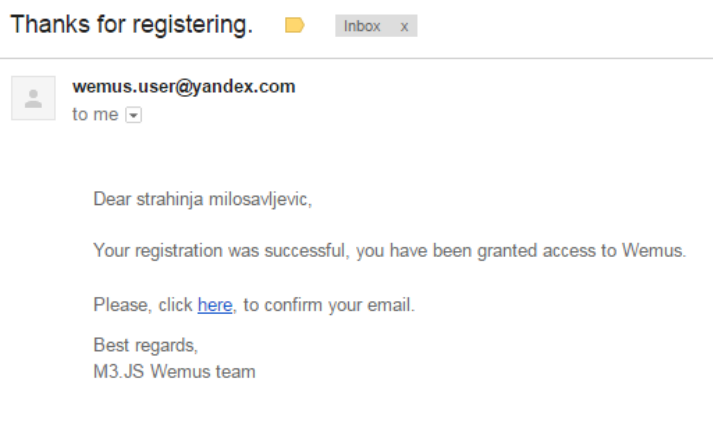 Thanks for registering.
Inbox x
wemus.user@yandex.com
to me
Dear strahinja milosavljevic,
Your registration was successful, you have been granted access to Wemus.
Please, click here, to confirm your email.
Best regards,
M3.JS Wemus team